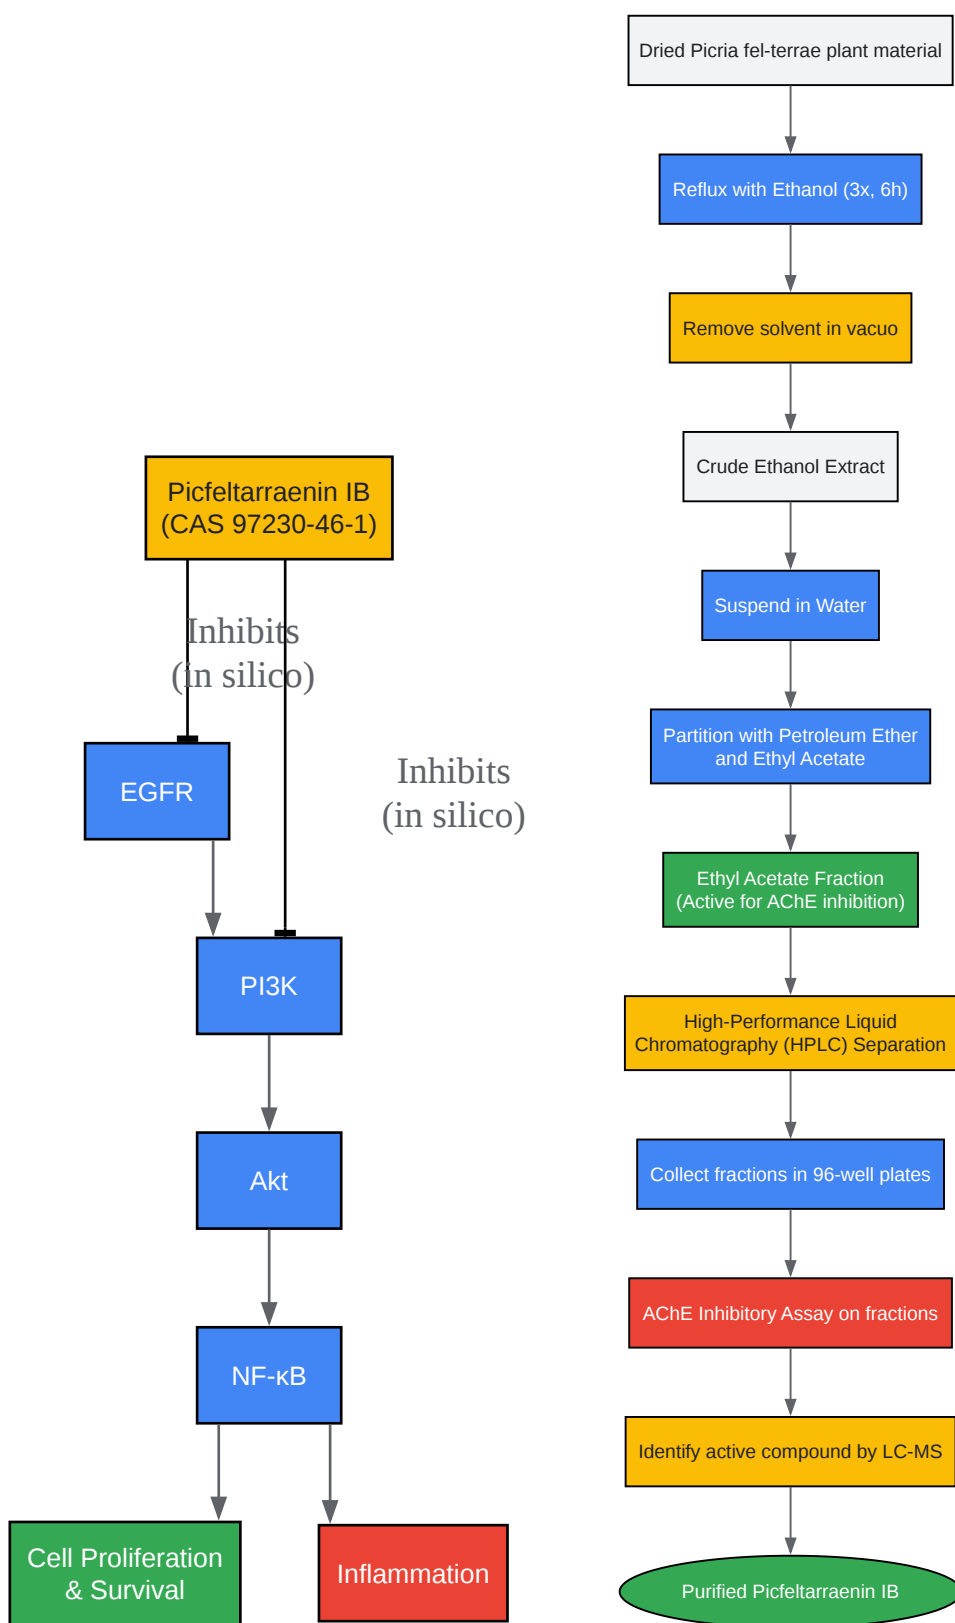 Picfeltarraenin IB
(CAS 97230-46-1)
Inhibits
(in silico)
Inhibits
(in silico)
EGFR
PI3K
Akt
NF-κB
Cell Proliferation
& Survival
Inflammation
Dried Picria fel-terrae plant material
Reflux with Ethanol (3x, 6h)
Remove solvent in vacuo
Crude Ethanol Extract
Suspend in Water
Partition with Petroleum Ether
and Ethyl Acetate
Ethyl Acetate Fraction
(Active for AChE inhibition)
High-Performance Liquid
Chromatography (HPLC) Separation
Collect fractions in 96-well plates
AChE Inhibitory Assay on fractions
Identify active compound by LC-MS
Purified Picfeltarraenin IB